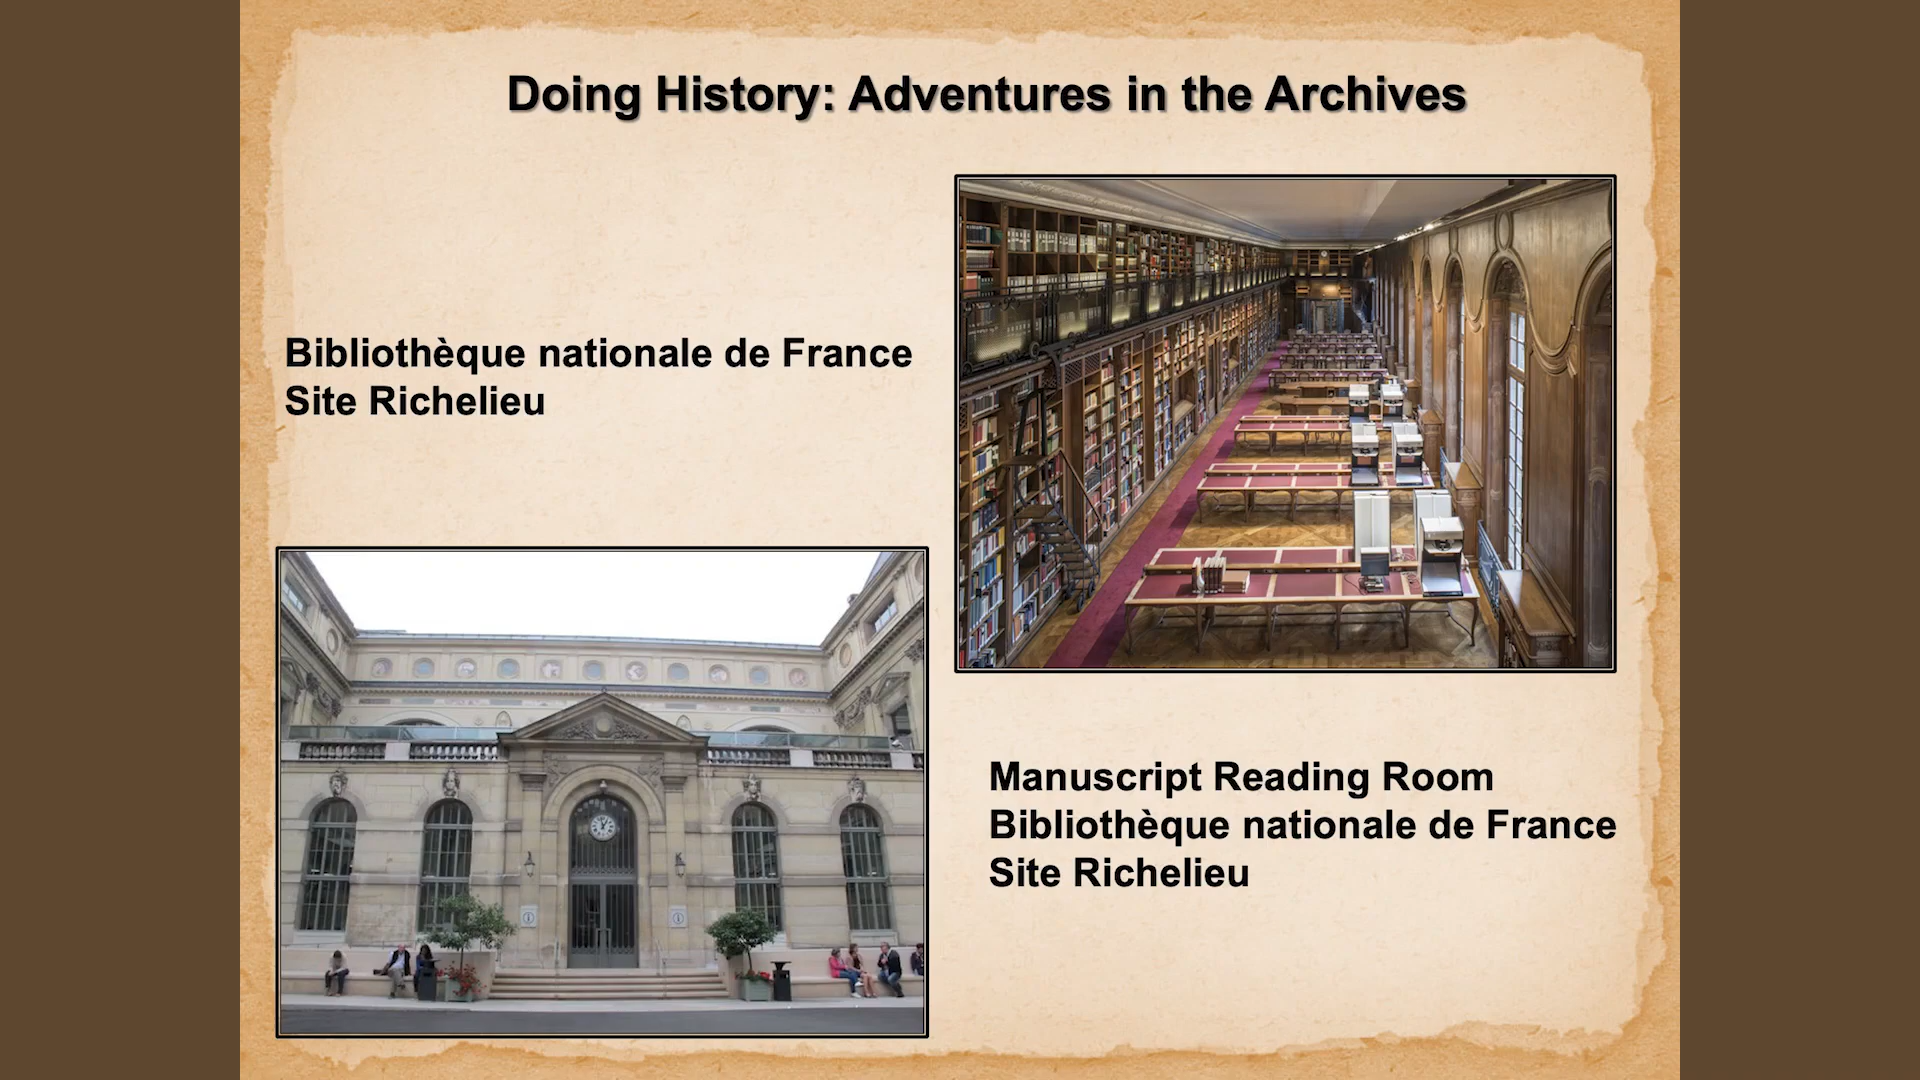 Doing History: Adventures in the Archives
Bibliothèque nationale de France
Site Richelieu
Manuscript Reading Room
Bibliothèque nationale de France
Site Richelieu